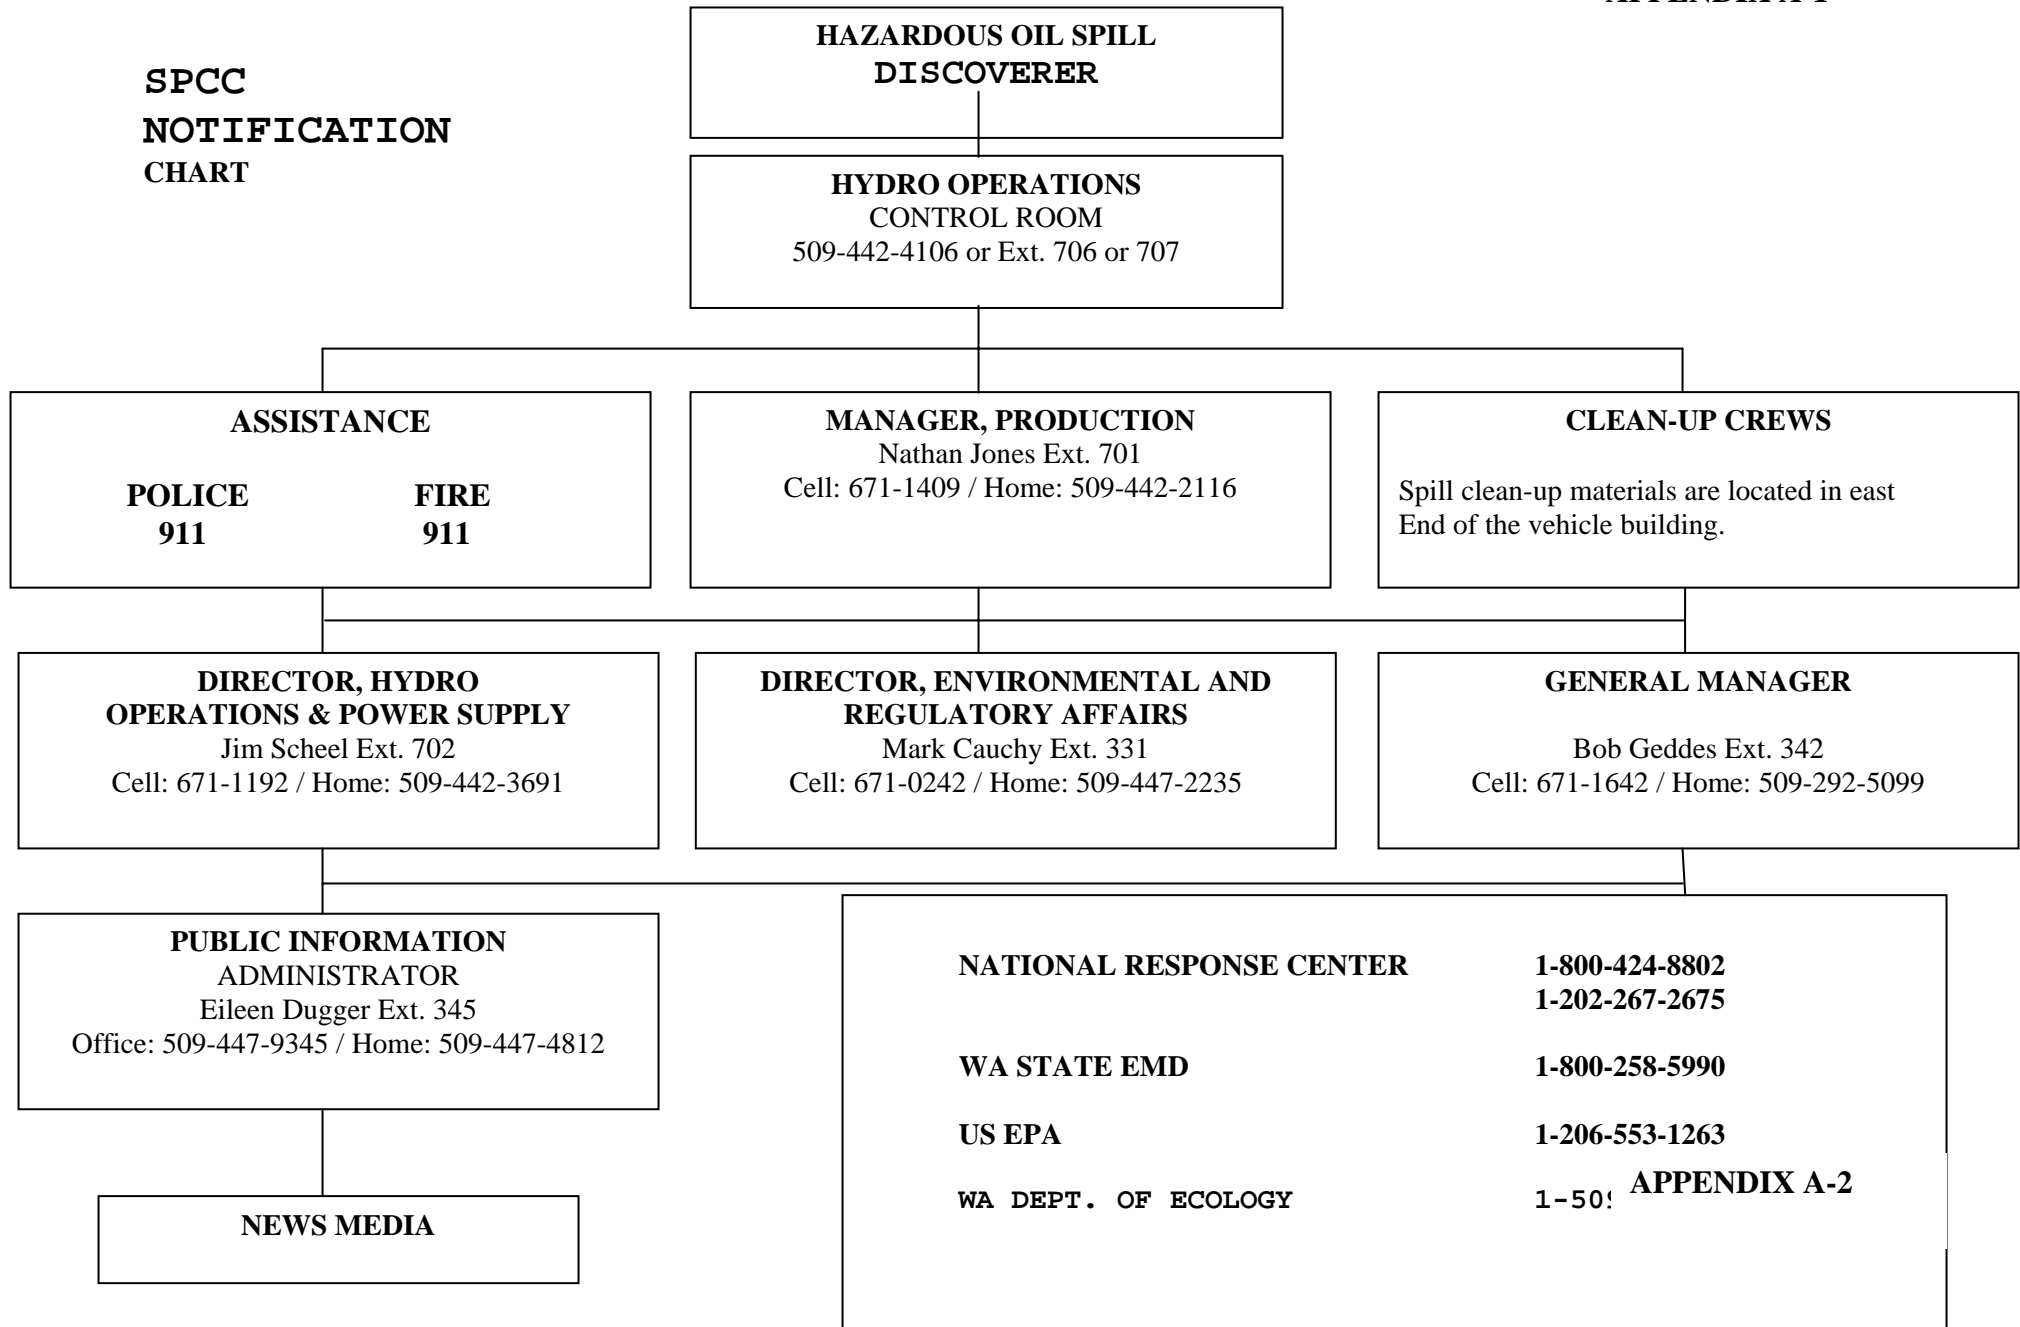 HAZARDOUS OIL SPILL
DISCOVERER
SPCC
NOTIFICATION
CHART
HYDRO OPERATIONS
CONTROL ROOM
509-442-4106 or Ext. 706 or 707
ASSISTANCE
POLICE FIRE
911 911
MANAGER, PRODUCTION
Nathan Jones Ext. 701
Cell: 671-1409 / Home: 509-442-2116
CLEAN-UP CREWS
Spill clean-up materials are located in east
End of the vehicle building.
DIRECTOR, HYDRO
OPERATIONS & POWER SUPPLY
Jim Scheel Ext. 702
Cell: 671-1192 / Home: 509-442-3691
DIRECTOR, ENVIRONMENTAL AND
REGULATORY AFFAIRS
Mark Cauchy Ext. 331
Cell: 671-0242 / Home: 509-447-2235
GENERAL MANAGER
Bob Geddes Ext. 342
Cell: 671-1642 / Home: 509-292-5099
PUBLIC INFORMATION
ADMINISTRATOR
Eileen Dugger Ext. 345
Office: 509-447-9345 / Home: 509-447-4812
NEWS MEDIA
NATIONAL RESPONSE CENTER 1-800-424-8802
1-202-267-2675
WA STATE EMD 1-800-258-5990
US EPA 1-206-553-1263
WA DEPT. OF ECOLOGY
APPENDIX A-2